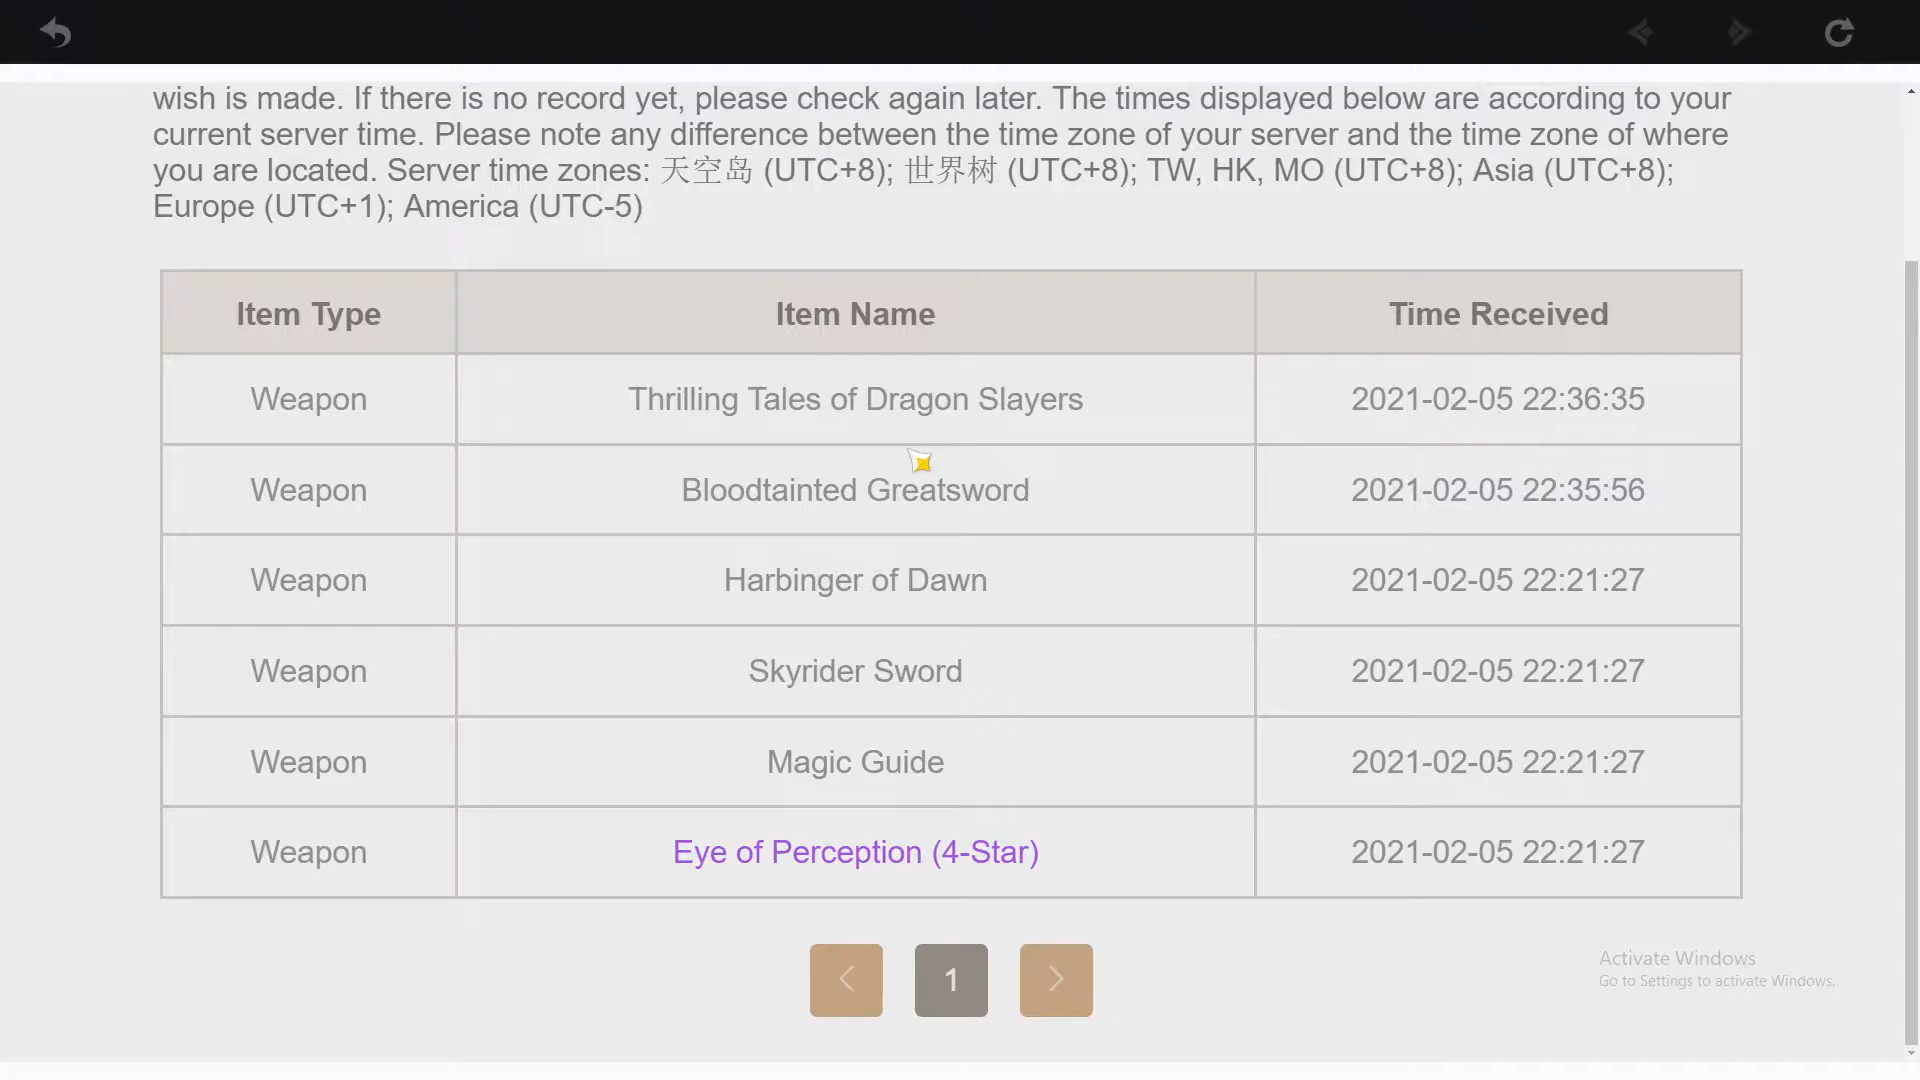 wish is made. If there is no record yet, please check again later. The times displayed below are according to your
current server time. Please note any difference between the time zone of your server and the time zone of where
you are located. Server time zones: 天空岛 (UTC+8); 世界树 (UTC+8); TW, HK, MO (UTC+8); Asia (UTC+8);
Europe (UTC+1); America (UTC-5)
Item Type Item Name Time Received
Weapon Thrilling Tales of Dragon Slayers 2021-02-05 22:36:35
Weapon Bloodtainted Greatsword 2021-02-05 22:35:56
Weapon Harbinger of Dawn 2021-02-05 22:21:27
Weapon Skyrider Sword 2021-02-05 22:21:27
Weapon Magic Guide 2021-02-05 22:21:27
Weapon Eye of Perception (4-Star) 2021-02-05 22:21:27
1
Activate Windows
Go to Settings to activate Windows.